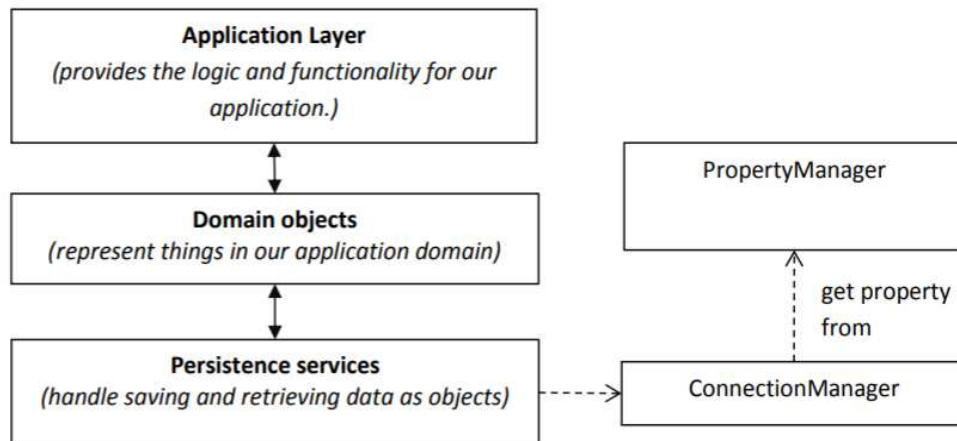 Application Layer
(provides the logic and functionality for our
application.)
Domain objects
(represent things in our application domain)
Persistence services
(handle saving and retrieving data as objects)
PropertyManager
get property
from
ConnectionManager